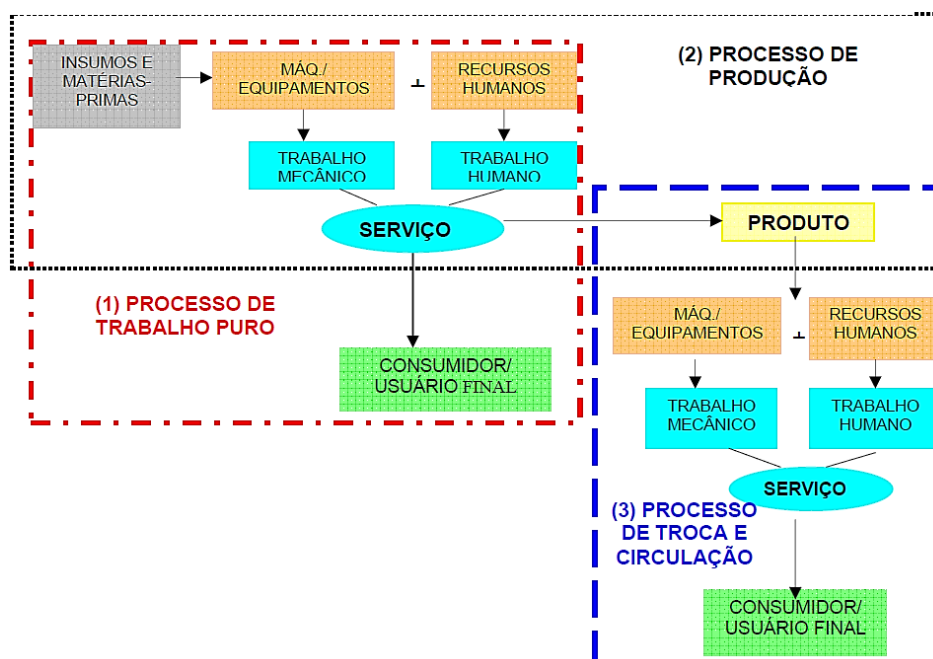 INSUMOS E
MATÉRIAS-
PRIMAS
MÁQ./
EQUIPAMENTOS
+
RECURSOS
HUMANOS
(2) PROCESSO DE
PRODUÇÃO
TRABALHO
MECÂNICO
TRABALHO
HUMANO
SERVIÇO
PRODUTO
(1) PROCESSO DE
TRABALHO PURO
MÁQ./
EQUIPAMENTOS
+
RECURSOS
HUMANOS
CONSUMIDOR/
USUÁRIO FINAL
TRABALHO
MECÂNICO
TRABALHO
HUMANO
SERVIÇO
(3) PROCESSO
DE TROCA E
CIRCULAÇÃO
CONSUMIDOR/
USUÁRIO FINAL